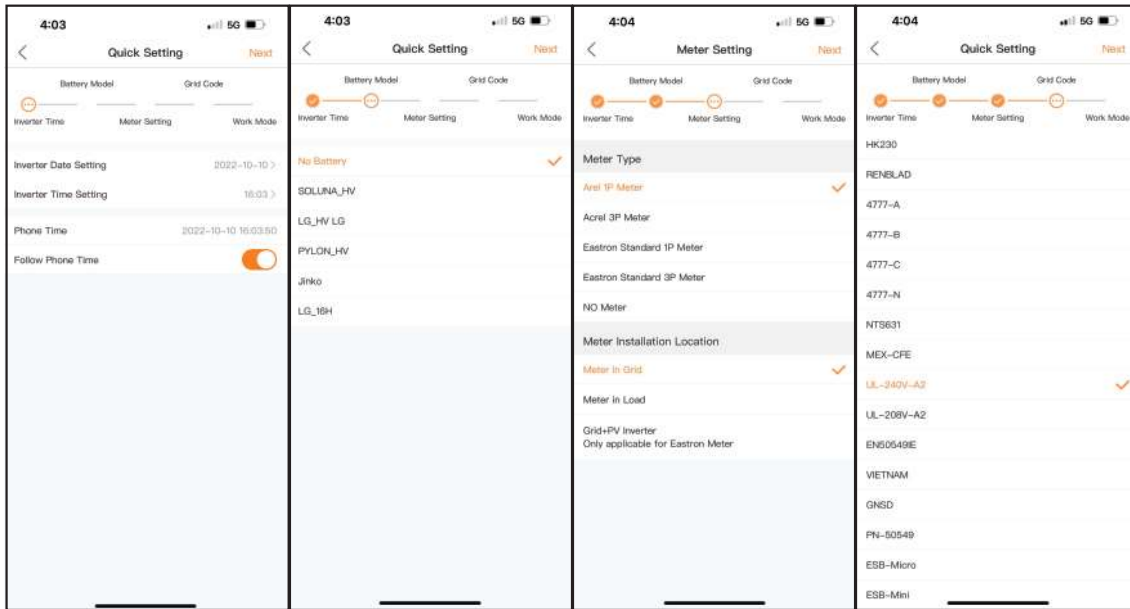 4:03
5G
Quick Setting
Next
Battery Model
Grid Code
Inverter Time
Meter Setting
Work Mode
Inverter Date Setting
2022-10-10
Inverter Time Setting
16:03
Phone Time
2022-10-10 16:03:50
Follow Phone Time
4:03
5G
Quick Setting
Next
Battery Model
Grid Code
Inverter Time
Meter Setting
Work Mode
No Battery
SOLUNA_HV
LG_HV LG
PYLON_HV
Jinko
LG_16H
4:04
5G
Meter Setting
Next
Battery Model
Grid Code
Inverter Time
Meter Setting
Work Mode
Meter Type
Arel 1P Meter
Acrel 3P Meter
Eastron Standard 1P Meter
Eastron Standard 3P Meter
NO Meter
Meter Installation Location
Meter in Grid
Meter in Load
Grid+PV Inverter
Only applicable for Eastron Meter
4:04
5G
Quick Setting
Next
Battery Model
Grid Code
Inverter Time
Meter Setting
Work Mode
HK230
RENBLAD
4777-A
4777-B
4777-C
4777-N
NTS631
MEX-CFE
UL-240V-A2
UL-208V-A2
EN50549IE
VIETNAM
GNSD
PN-50549
ESB-Micro
ESB-Mini